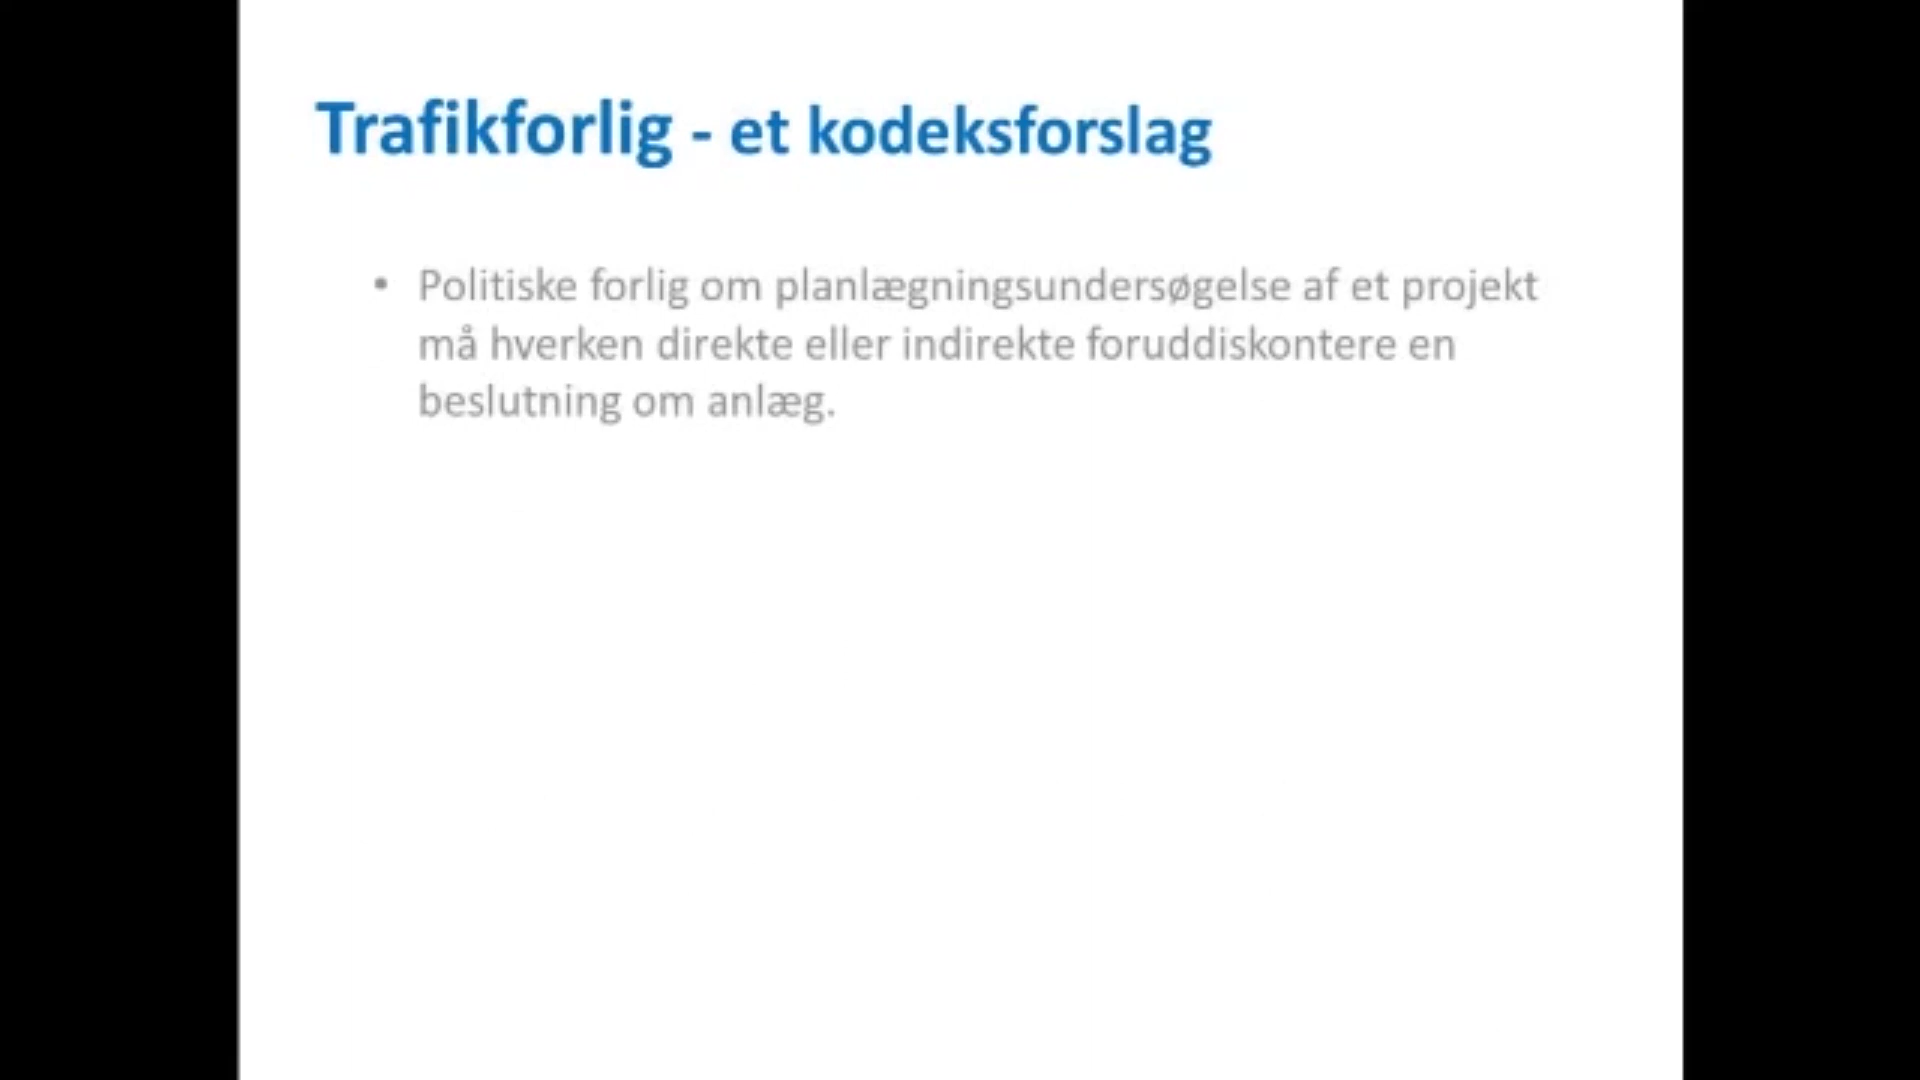 Trafikforlig - et kodeksforslag
• Politiske forlig om planlægningsundersøgelse af et projekt
må hverken direkte eller indirekte foruddiskontere en
beslutning om anlæg.